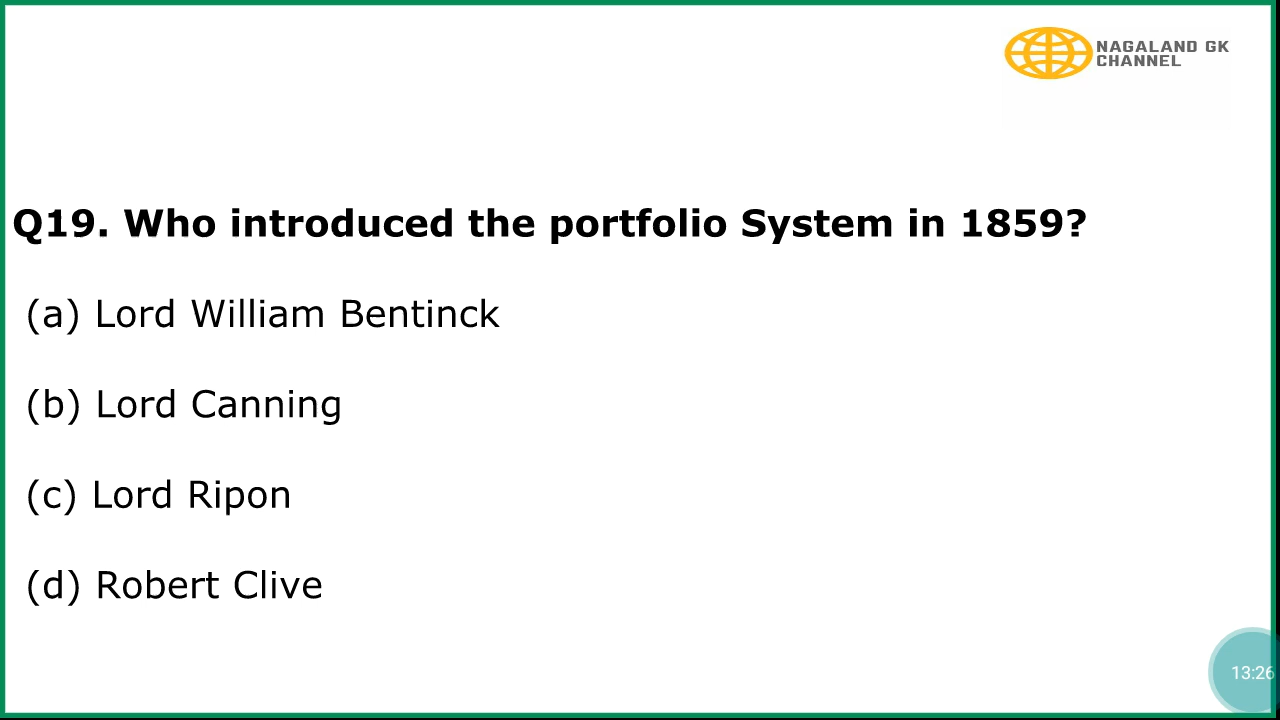 NAGALAND GK
CHANNEL
Q19. Who introduced the portfolio System in 1859?
(a) Lord William Bentinck
(b) Lord Canning
(c) Lord Ripon
(d) Robert Clive
13:26